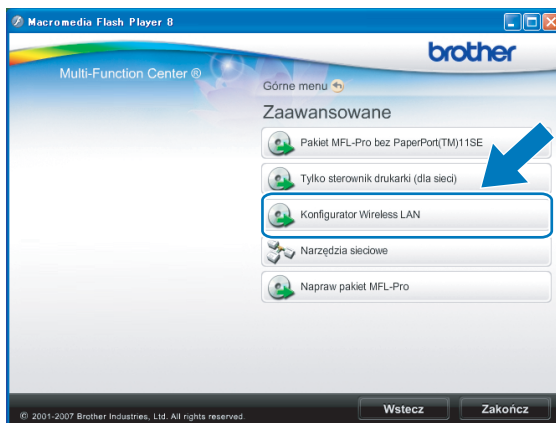 Macromedia Flash Player 8
brother
Multi-Function Center ®
Górne menu
Zaawansowane
Pakiet MFL-Pro bez PaperPort(TM)11SE
Tylko sterownik drukarki (dla sieci)
Konfigurator Wireless LAN
Narzędzia sieciowe
Napraw pakiet MFL-Pro
Wstecz
Zakończ
© 2001-2007 Brother Industries, Ltd. All rights reserved.